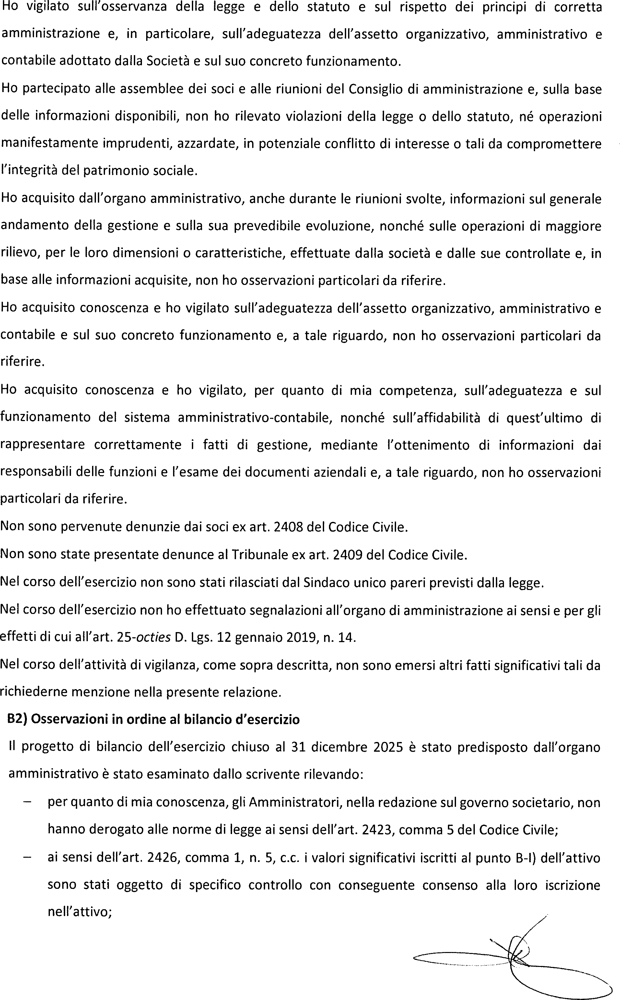 Ho vigilato sull'osservanza della legge e dello statuto e sul rispetto dei principi di corretta
amministrazione e, in particolare, sull'adeguatezza dell'assetto organizzativo, amministrativo e
contabile adottato dalla Società e sul suo concreto funzionamento.
Ho partecipato alle assemblee dei soci e alle riunioni del Consiglio di amministrazione e, sulla base
delle informazioni disponibili, non ho rilevato violazioni della legge o dello statuto, né operazioni
manifestamente imprudenti, azzardate, in potenziale conflitto di interesse o tali da compromettere
l'integrità del patrimonio sociale.
Ho acquisito dall'organo amministrativo, anche durante le riunioni svolte, informazioni sul generale
andamento della gestione e sulla sua prevedibile evoluzione, nonché sulle operazioni di maggiore
rilievo, per le loro dimensioni o caratteristiche, effettuate dalla società e dalle sue controllate e, in
base alle informazioni acquisite, non ho osservazioni particolari da riferire.
Ho acquisito conoscenza e ho vigilato sull'adeguatezza dell'assetto organizzativo, amministrativo e
contabile e sul suo concreto funzionamento e, a tale riguardo, non ho osservazioni particolari da
riferire.
Ho acquisito conoscenza e ho vigilato, per quanto di mia competenza, sull'adeguatezza e sul
funzionamento del sistema amministrativo-contabile, nonché sull'affidabilità di quest'ultimo di
rappresentare correttamente i fatti di gestione, mediante l'ottenimento di informazioni dai
responsabili delle funzioni e l'esame dei documenti aziendali e, a tale riguardo, non ho osservazioni
particolari da riferire.
Non sono pervenute denunzie dai soci ex art. 2408 del Codice Civile.
Non sono state presentate denunce al Tribunale ex art. 2409 del Codice Civile.
Nel corso dell'esercizio non sono stati rilasciati dal Sindaco unico pareri previsti dalla legge.
Nel corso dell'esercizio non ho effettuato segnalazioni all'organo di amministrazione ai sensi e per gli
effetti di cui all'art. 25-octies D. Lgs. 12 gennaio 2019, n. 14.
Nel corso dell'attività di vigilanza, come sopra descritta, non sono emersi altri fatti significativi tali da
richiederne menzione nella presente relazione.
B2) Osservazioni in ordine al bilancio d'esercizio
Il progetto di bilancio dell'esercizio chiuso al 31 dicembre 2025 è stato predisposto dall'organo
amministrativo è stato esaminato dallo scrivente rilevando:
– per quanto di mia conoscenza, gli Amministratori, nella redazione sul governo societario, non
hanno derogato alle norme di legge ai sensi dell'art. 2423, comma 5 del Codice Civile;
– ai sensi dell'art. 2426, comma 1, n. 5, c.c. i valori significativi iscritti al punto B-I) dell'attivo
sono stati oggetto di specifico controllo con conseguente consenso alla loro iscrizione
nell'attivo;